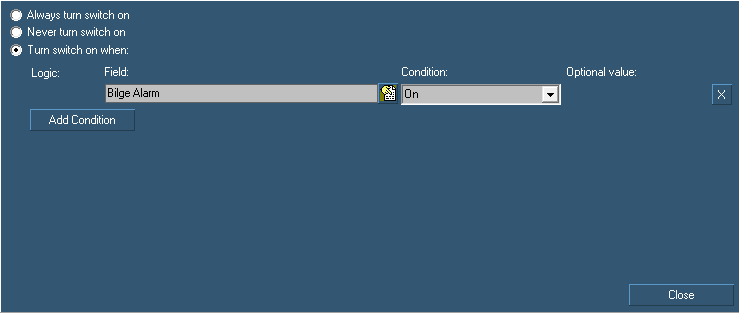 Always turn switch on
Never turn switch on
Turn switch on when:
Logic: Field: Condition: Optional value:
Bilge Alarm On X
Add Condition
Close